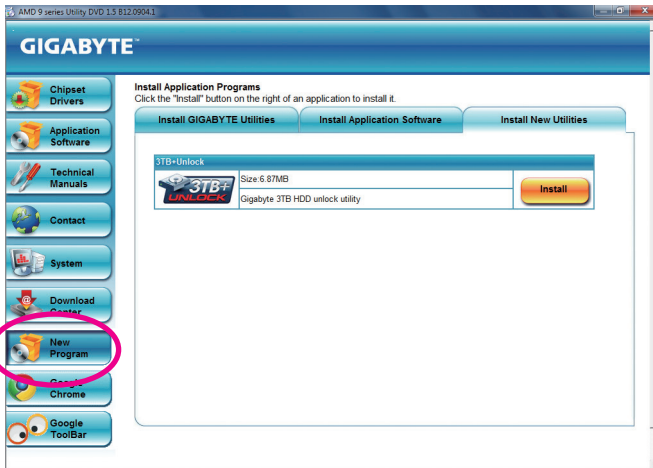 AMD 9 series Utility DVD 1.5 B12.0904.1
GIGABYTE™
Chipset
Drivers
Application
Software
Technical
Manuals
Contact
System
Download
Center
New
Program
Google
Chrome
Google
ToolBar
Install Application Programs
Click the "Install" button on the right of an application to install it.
Install GIGABYTE Utilities
Install Application Software
Install New Utilities
3TB+Unlock
3TB+
UNLOCK
Size:6.87MB
Gigabyte 3TB HDD unlock utility
Install